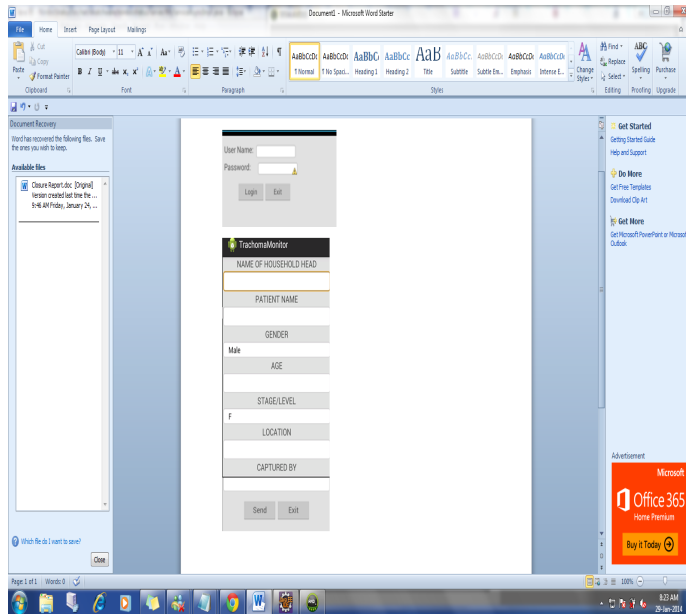 Document1 - Microsoft Word Starter
File Home Insert Page Layout Mailings
Paste
Cut
Copy
Format Painter
Clipboard
Calibri (Body) 11
Font
Paragraph
AaBbCcDc AaBbCcDc AaBbC AaBbCc AaB AaBbCc. AaBbCcDc AaBbCcDc AaBbCcDc
¶ Normal ¶ No Spaci... Heading 1 Heading 2 Title Subtitle Subtle Em... Emphasis Intense E...
Styles
Change Styles
Find
Replace
Select
Editing
Spelling
Proofing
Purchase
Upgrade
Document Recovery
Word has recovered the following files. Save
the ones you wish to keep.
Available files
Closure Report.doc [Original]
Version created last time the ...
9:46 AM Friday, January 24, ...
Which file do I want to save?
Close
User Name:
Password:
Login Exit
TrachomaMonitor
NAME OF HOUSEHOLD HEAD
PATIENT NAME
GENDER
Male
AGE
STAGE/LEVEL
F
LOCATION
CAPTURED BY
Send Exit
Get Started
Getting Started Guide
Help and Support
Do More
Get Free Templates
Download Clip Art
Get More
Get Microsoft PowerPoint or Microsoft
Outlook
Advertisement
Microsoft
Office 365
Home Premium
Buy it Today
Page: 1 of 1 Words: 0
100%
8:23 AM